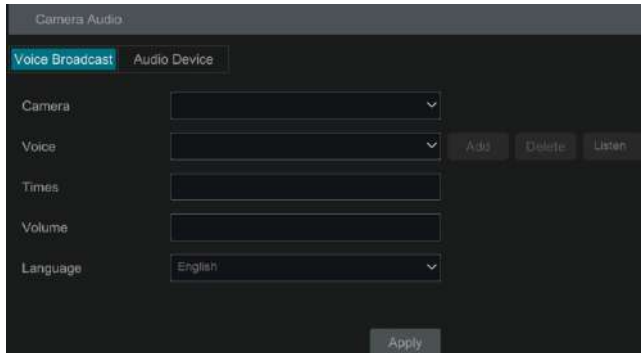 Camera Audio
Voice Broadcast Audio Device
Camera
Voice Add Delete Listen
Times
Volume
Language English
Apply